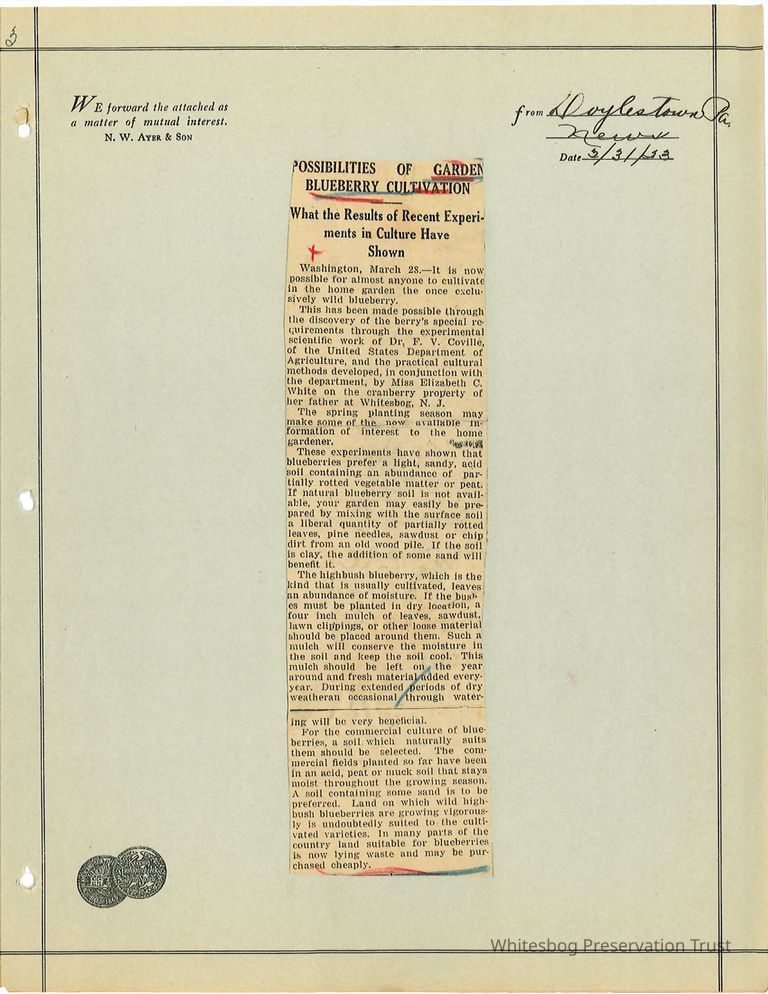 3
WE forward the attached as
a matter of mutual interest.
N. W. AYER & SON
from Doylestown Pa.
News
Date 3/31/33
POSSIBILITIES OF GARDEN
BLUEBERRY CULTIVATION
What the Results of Recent Experi-
ments in Culture Have
Shown
Washington, March 28.—It is now
possible for almost anyone to cultivate
in the home garden the once exclu-
sively wild blueberry.
This has been made possible through
the discovery of the berry's special re-
quirements through the experimental
scientific work of Dr. F. V. Coville,
of the United States Department of
Agriculture, and the practical cultural
methods developed, in conjunction with
the department, by Miss Elizabeth C.
White on the cranberry property of
her father at Whitesbog, N. J.
The spring planting season may
make some of the now available in-
formation of interest to the home
gardener.
These experiments have shown that
blueberries prefer a light, sandy, acid
soil containing an abundance of par-
tially rotted vegetable matter or peat.
If natural blueberry soil is not avail-
able, your garden may easily be pre-
pared by mixing with the surface soil
a liberal quantity of partially rotted
leaves, pine needles, sawdust or chip
dirt from an old wood pile. If the soil
is clay, the addition of some sand will
benefit it.
The highbush blueberry, which is the
kind that is usually cultivated, leaves
an abundance of moisture. If the bush
es must be planted in dry location, a
four inch mulch of leaves, sawdust,
lawn clippings, or other loose material
should be placed around them. Such a
mulch will conserve the moisture in
the soil and keep the soil cool. This
mulch should be left on the year
around and fresh material added every-
year. During extended periods of dry
weatheran occasional through water-
ing will be very beneficial.
For the commercial culture of blue-
berries, a soil which naturally suits
them should be selected. The com-
mercial fields planted so far have been
in an acid, peat or muck soil that stays
moist throughout the growing season.
A soil containing some sand is to be
preferred. Land on which wild high-
bush blueberries are growing vigorous-
ly is undoubtedly suited to the culti-
vated varieties. In many parts of the
country land suitable for blueberries
is now lying waste and may be pur-
chased cheaply.
Whitesbog Preservation Trust